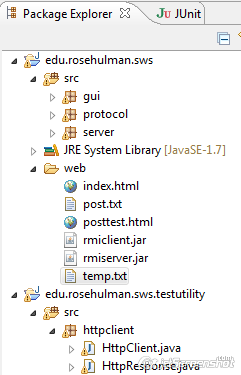 Package Explorer JUnit
edu.rosehulman.sws
src
gui
protocol
server
JRE System Library [JavaSE-1.7]
web
index.html
post.txt
posttest.html
rmiclient.jar
rmiserver.jar
temp.txt
edu.rosehulman.sws.testutility
src
httpclient
HttpClient.java
HttpResponse.java